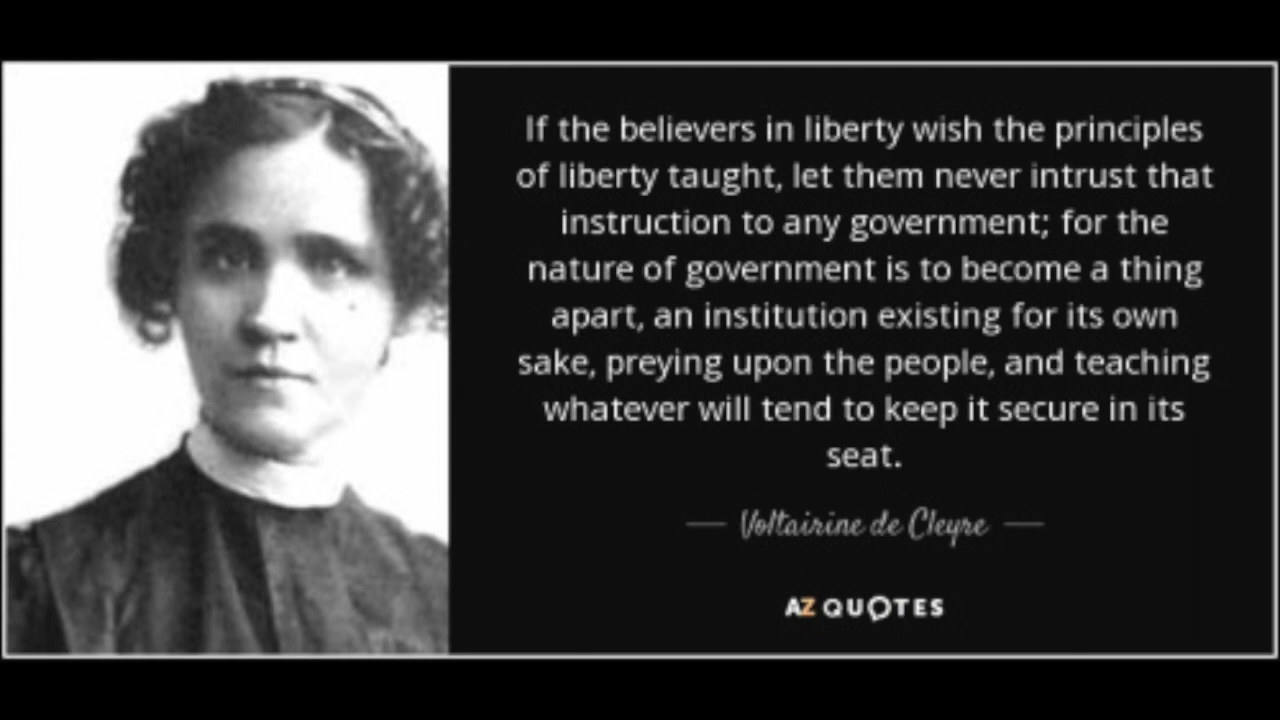 If the believers in liberty wish the principles
of liberty taught, let them never intrust that
instruction to any government; for the
nature of government is to become a thing
apart, an institution existing for its own
sake, preying upon the people, and teaching
whatever will tend to keep it secure in its
seat.
Voltairine de Cleyre
AZ QUOTES